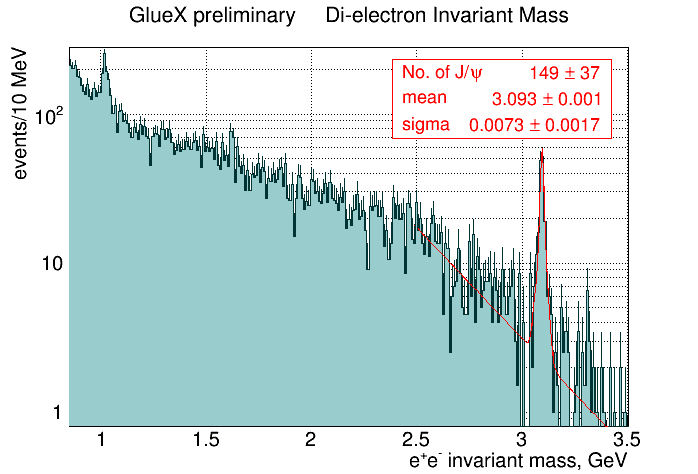 GlueX preliminary Di-electron Invariant Mass
events/10 MeV
No. of J/ψ 149 ± 37
mean 3.093 ± 0.001
sigma 0.0073 ± 0.0017
10²
10
1
1 1.5 2 2.5 3 3.5
e⁺e⁻ invariant mass, GeV